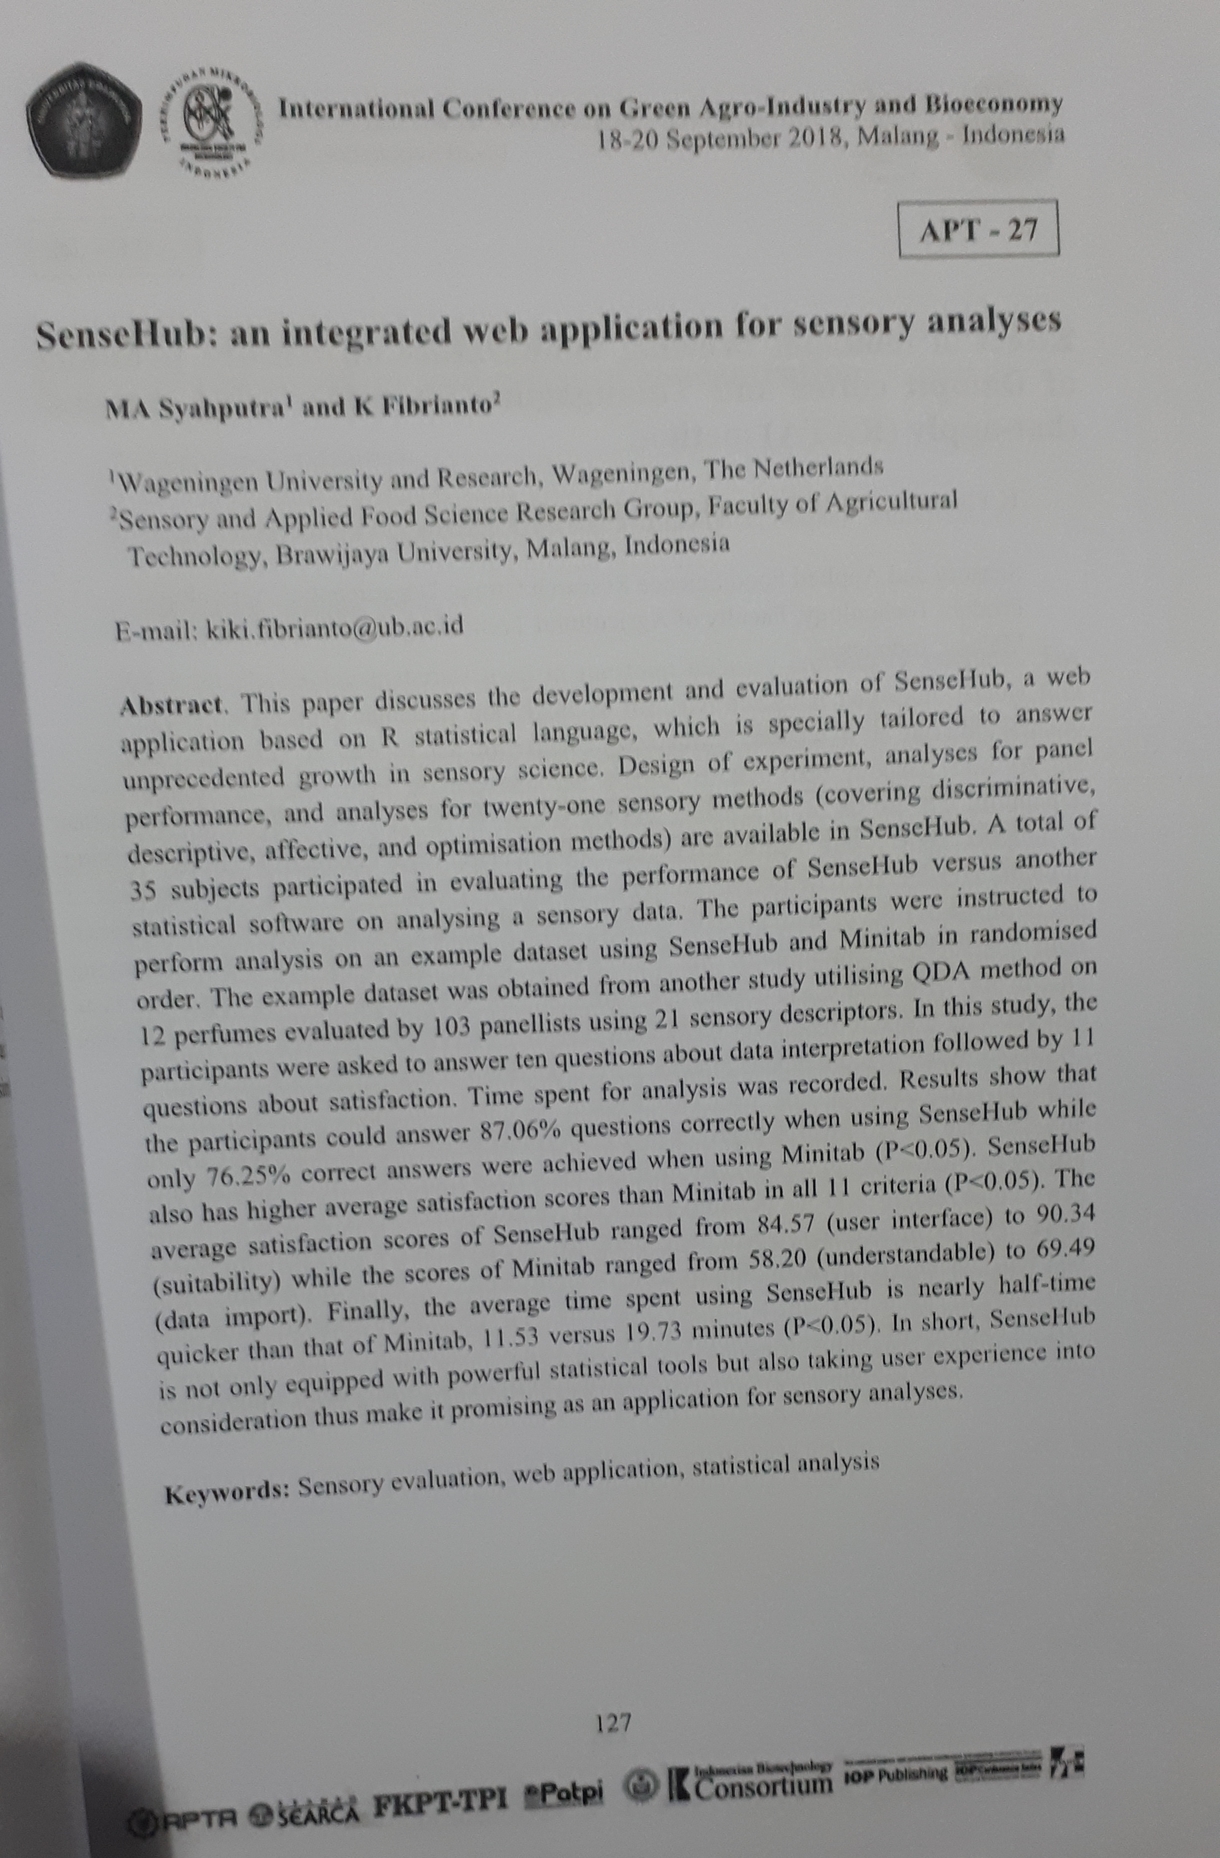 International Conference on Green Agro-Industry and Bioeconomy
18-20 September 2018, Malang - Indonesia
APT - 27
SenseHub: an integrated web application for sensory analyses
MA Syahputra¹ and K Fibrianto²
¹Wageningen University and Research, Wageningen, The Netherlands
²Sensory and Applied Food Science Research Group, Faculty of Agricultural
Technology, Brawijaya University, Malang, Indonesia
E-mail: kiki.fibrianto@ub.ac.id
Abstract. This paper discusses the development and evaluation of SenseHub, a web
application based on R statistical language, which is specially tailored to answer
unprecedented growth in sensory science. Design of experiment, analyses for panel
performance, and analyses for twenty-one sensory methods (covering discriminative,
descriptive, affective, and optimisation methods) are available in SenseHub. A total of
35 subjects participated in evaluating the performance of SenseHub versus another
statistical software on analysing a sensory data. The participants were instructed to
perform analysis on an example dataset using SenseHub and Minitab in randomised
order. The example dataset was obtained from another study utilising QDA method on
12 perfumes evaluated by 103 panellists using 21 sensory descriptors. In this study, the
participants were asked to answer ten questions about data interpretation followed by 11
questions about satisfaction. Time spent for analysis was recorded. Results show that
the participants could answer 87.06% questions correctly when using SenseHub while
only 76.25% correct answers were achieved when using Minitab (P<0.05). SenseHub
also has higher average satisfaction scores than Minitab in all 11 criteria (P<0.05). The
average satisfaction scores of SenseHub ranged from 84.57 (user interface) to 90.34
(suitability) while the scores of Minitab ranged from 58.20 (understandable) to 69.49
(data import). Finally, the average time spent using SenseHub is nearly half-time
quicker than that of Minitab, 11.53 versus 19.73 minutes (P<0.05). In short, SenseHub
is not only equipped with powerful statistical tools but also taking user experience into
consideration thus make it promising as an application for sensory analyses.
Keywords: Sensory evaluation, web application, statistical analysis
127
APTA SEARCA FKPT-TPI Patpi Indonesian Biotechnology Consortium IOP Publishing